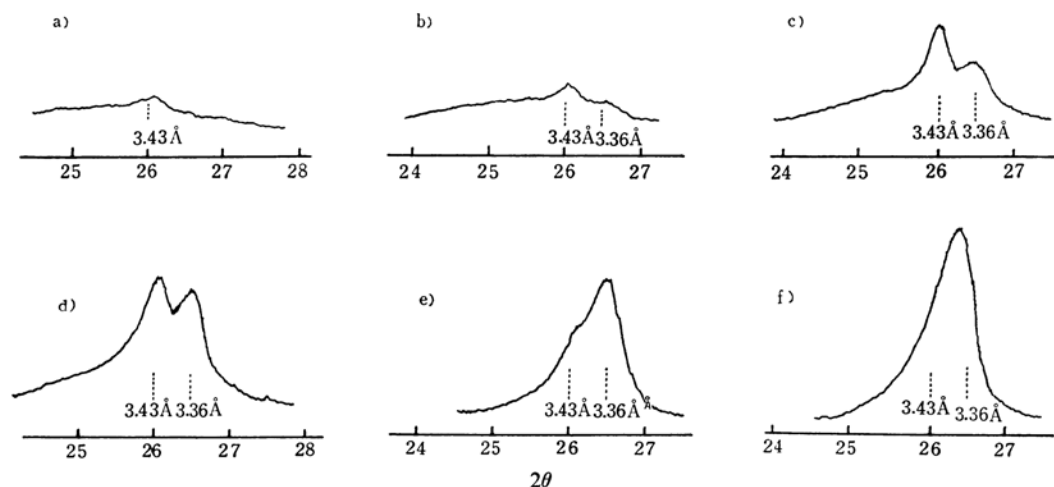 a)
3.43Å
25 26 27 28
b)
3.43Å 3.36Å
24 25 26 27
c)
3.43Å 3.36Å
24 25 26 27
d)
3.43Å 3.36Å
25 26 27
e)
3.43Å 3.36Å Å
24 25 26 27
f)
3.43Å 3.36Å
24 25 26 27
2θ